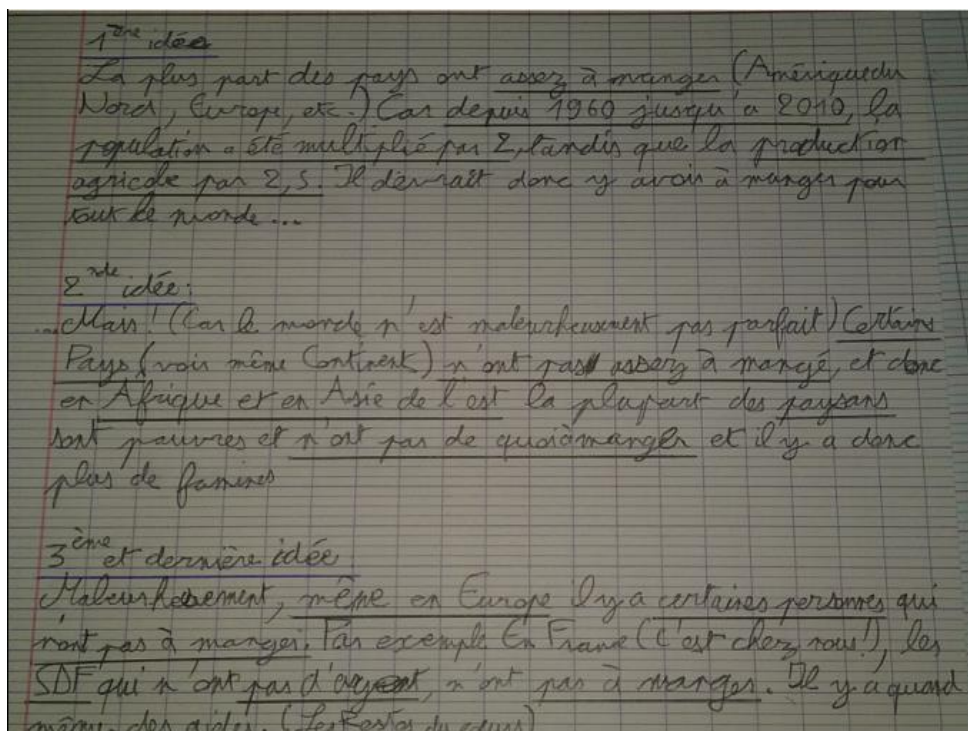 1ère idée
La plus part des pays ont assez à manger (Amérique du
Nord, Europe, etc.) Car depuis 1960 jusqu'a 2010, la
population a été multiplié par 2, tandis que la production
agricole par 2,5. Il devrait donc y avoir à manger pour
tout le monde...
2nde idée:
...Mais! (Car le monde n'est maleurheusement pas parfait) Certains
Pays (voir même Continent) n'ont pas assez à mangé, et donc
en Afrique et en Asie de l'est la plupart des paysans
sont pauvres et n'ont pas de quoi à manger et il y a donc
plus de famines
3ème et dernière idée
Maleurheusement, même en Europe il y a certaines personnes qui
n'ont pas à manger. Par exemple En France (C'est chez nous!), les
SDF qui n'ont pas d'argent, n'ont pas à manger. Il y a quand
même des aides. (Les Restos du cœurs)